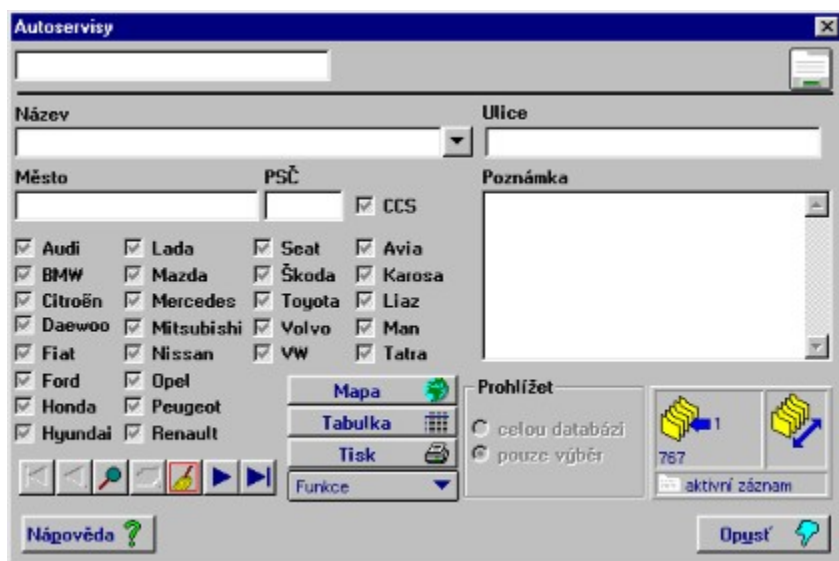 Autoservisy
Název Ulice
Město PSČ Poznámka
CCS
Audi Lada Seat Avia
BMW Mazda Škoda Karosa
Citroën Mercedes Toyota Liaz
Daewoo Mitsubishi Volvo Man
Fiat Nissan VW Tatra
Ford Opel
Honda Peugeot
Hyundai Renault
Mapa
Tabulka
Tisk
Funkce
Prohlížet
celou databázi
pouze výběr
1
767
aktivní záznam
Nápověda ?
Opusť